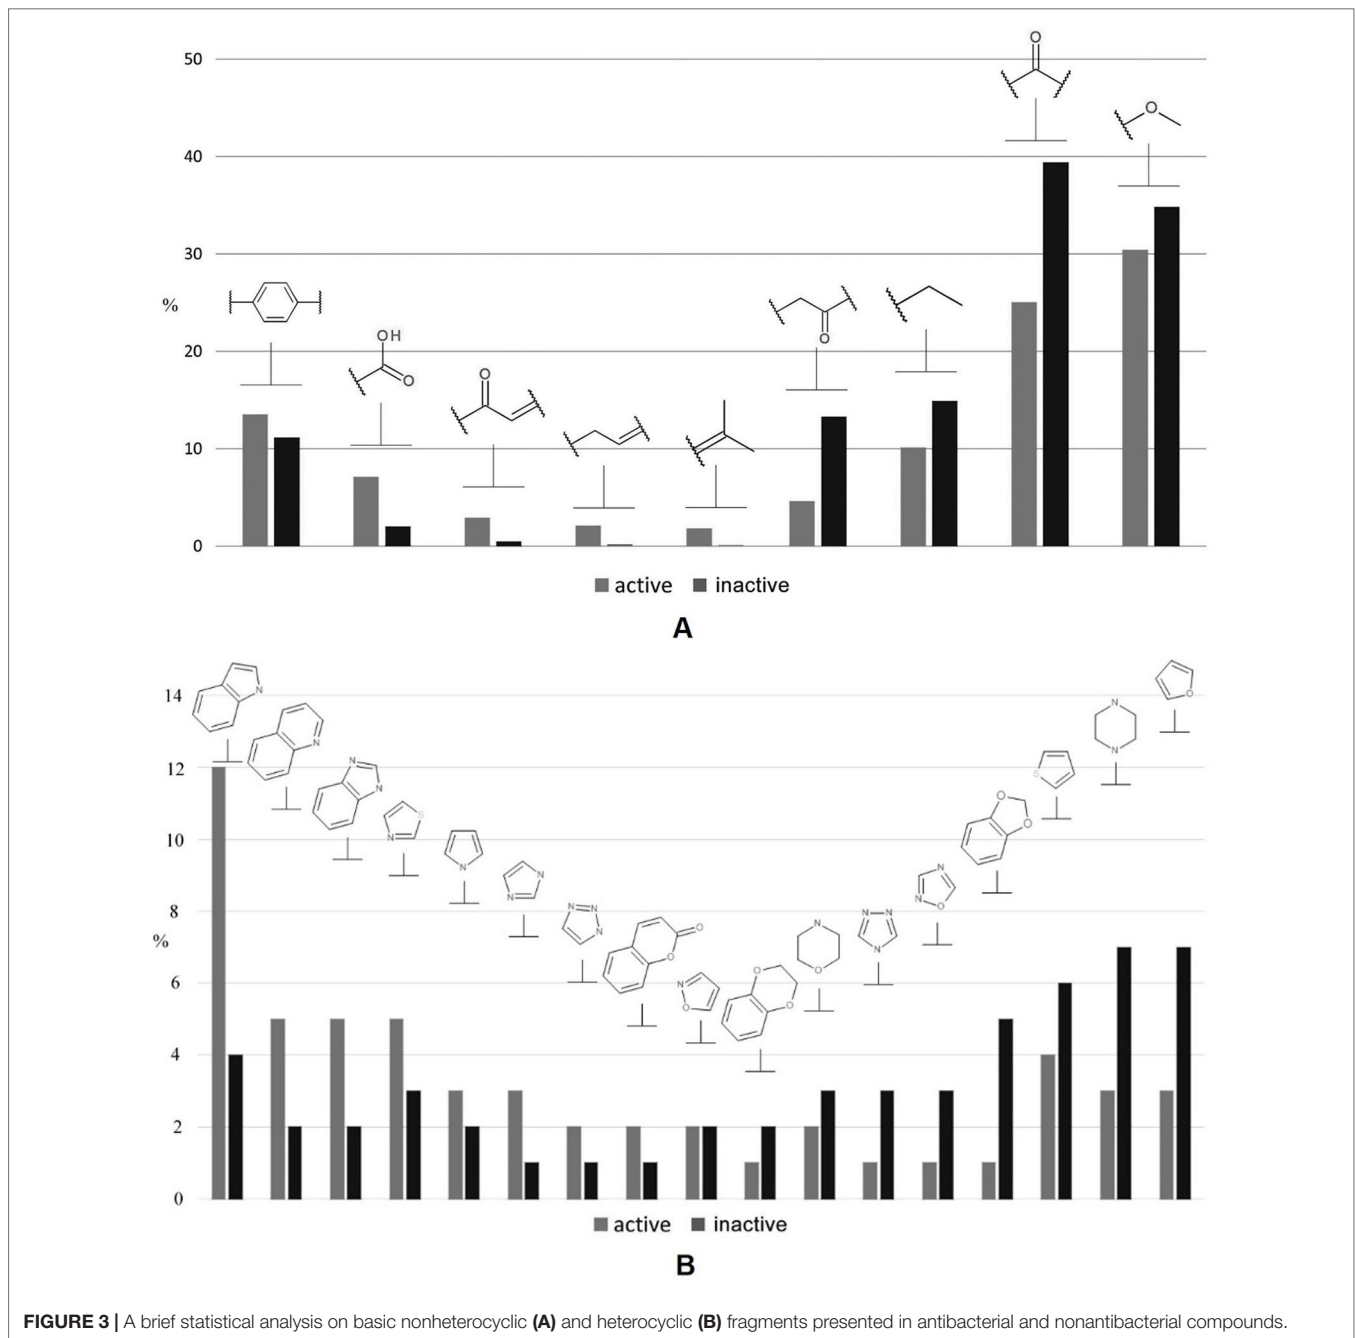 50
40
30
%
20
10
0
O
O
OH
O
O
O
active inactive
A
14
12
10
8
%
6
4
2
0
N
N
N
N
S
N
N
N
N
N
N
N
O
O
N
O
O
O
N
O
N
N
N
N
N
O
O
O
S
N
N
O
active inactive
B
FIGURE 3 | A brief statistical analysis on basic nonheterocyclic (A) and heterocyclic (B) fragments presented in antibacterial and nonantibacterial compounds.